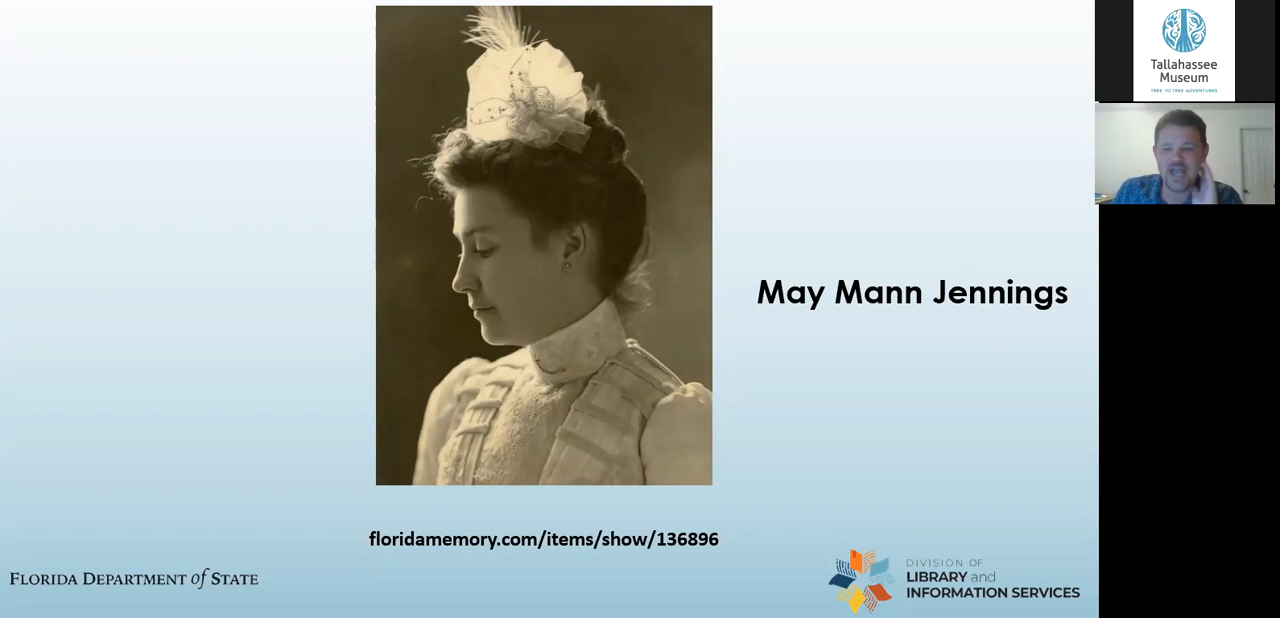 May Mann Jennings
floridamemory.com/items/show/136896
FLORIDA DEPARTMENT of STATE
DIVISION OF
LIBRARY and
INFORMATION SERVICES
Tallahassee
Museum
TREE TO TREE ADVENTURES